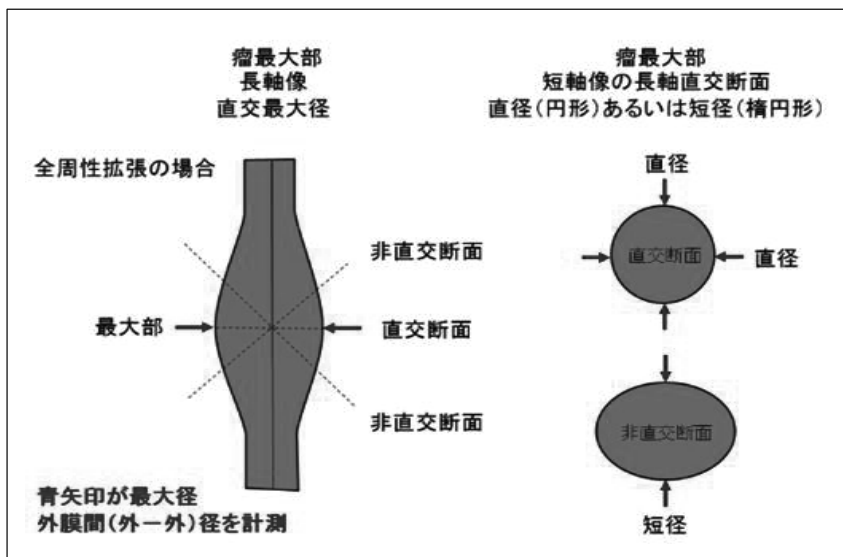 瘤最大部
長軸像
直交最大径
全周性拡張の場合
非直交断面
最大部
直交断面
非直交断面
青矢印が最大径
外膜間(外ー外)径を計測
瘤最大部
短軸像の長軸直交断面
直径(円形)あるいは短径(楕円形)
直径
直交断面
直径
非直交断面
短径